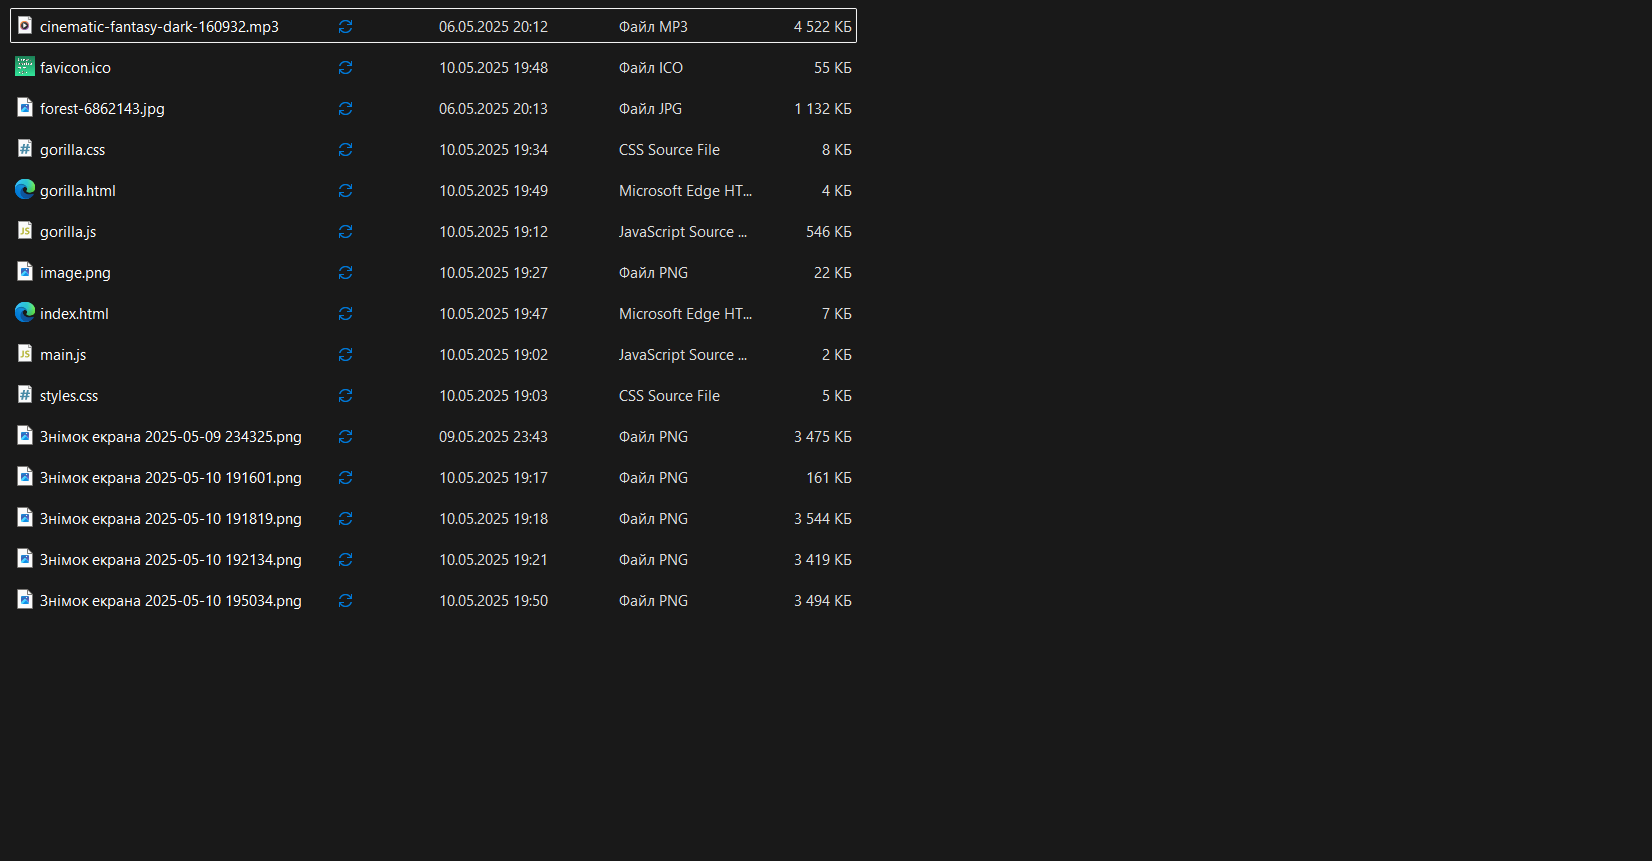 cinematic-fantasy-dark-160932.mp3 06.05.2025 20:12 Файл MP3 4 522 КБ
favicon.ico 10.05.2025 19:48 Файл ICO 55 КБ
forest-6862143.jpg 06.05.2025 20:13 Файл JPG 1 132 КБ
gorilla.css 10.05.2025 19:34 CSS Source File 8 КБ
gorilla.html 10.05.2025 19:49 Microsoft Edge HT... 4 КБ
gorilla.js 10.05.2025 19:12 JavaScript Source ... 546 КБ
image.png 10.05.2025 19:27 Файл PNG 22 КБ
index.html 10.05.2025 19:47 Microsoft Edge HT... 7 КБ
main.js 10.05.2025 19:02 JavaScript Source ... 2 КБ
styles.css 10.05.2025 19:03 CSS Source File 5 КБ
Знімок екрана 2025-05-09 234325.png 09.05.2025 23:43 Файл PNG 3 475 КБ
Знімок екрана 2025-05-10 191601.png 10.05.2025 19:17 Файл PNG 161 КБ
Знімок екрана 2025-05-10 191819.png 10.05.2025 19:18 Файл PNG 3 544 КБ
Знімок екрана 2025-05-10 192134.png 10.05.2025 19:21 Файл PNG 3 419 КБ
Знімок екрана 2025-05-10 195034.png 10.05.2025 19:50 Файл PNG 3 494 КБ